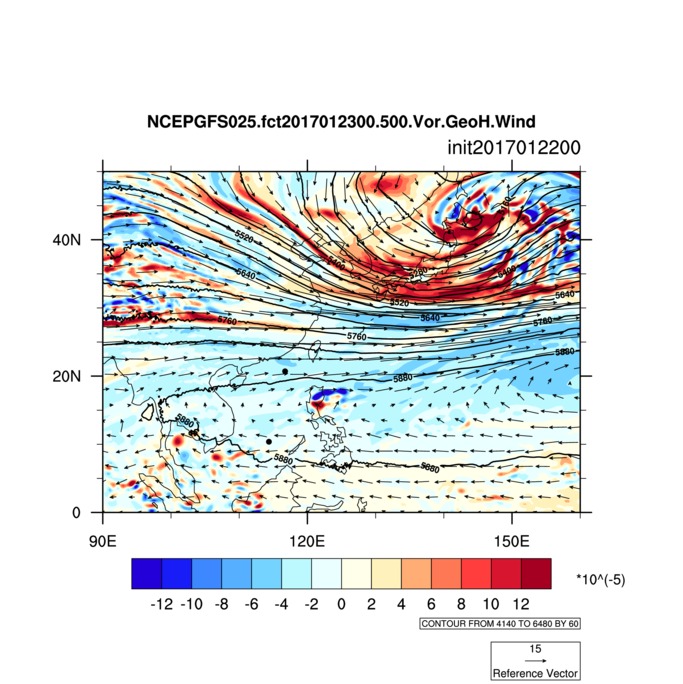 NCEPGFS025.fct2017012300.500.Vor.GeoH.Wind
init2017012200
40N
20N
0
90E 120E 150E
5520
5640
5760
5400
5280
5520
5640
5760
5400
5640
5760
5880
5880
5880
5880
5880
-12 -10 -8 -6 -4 -2 0 2 4 6 8 10 12
*10^(-5)
CONTOUR FROM 4140 TO 6480 BY 60
15
Reference Vector